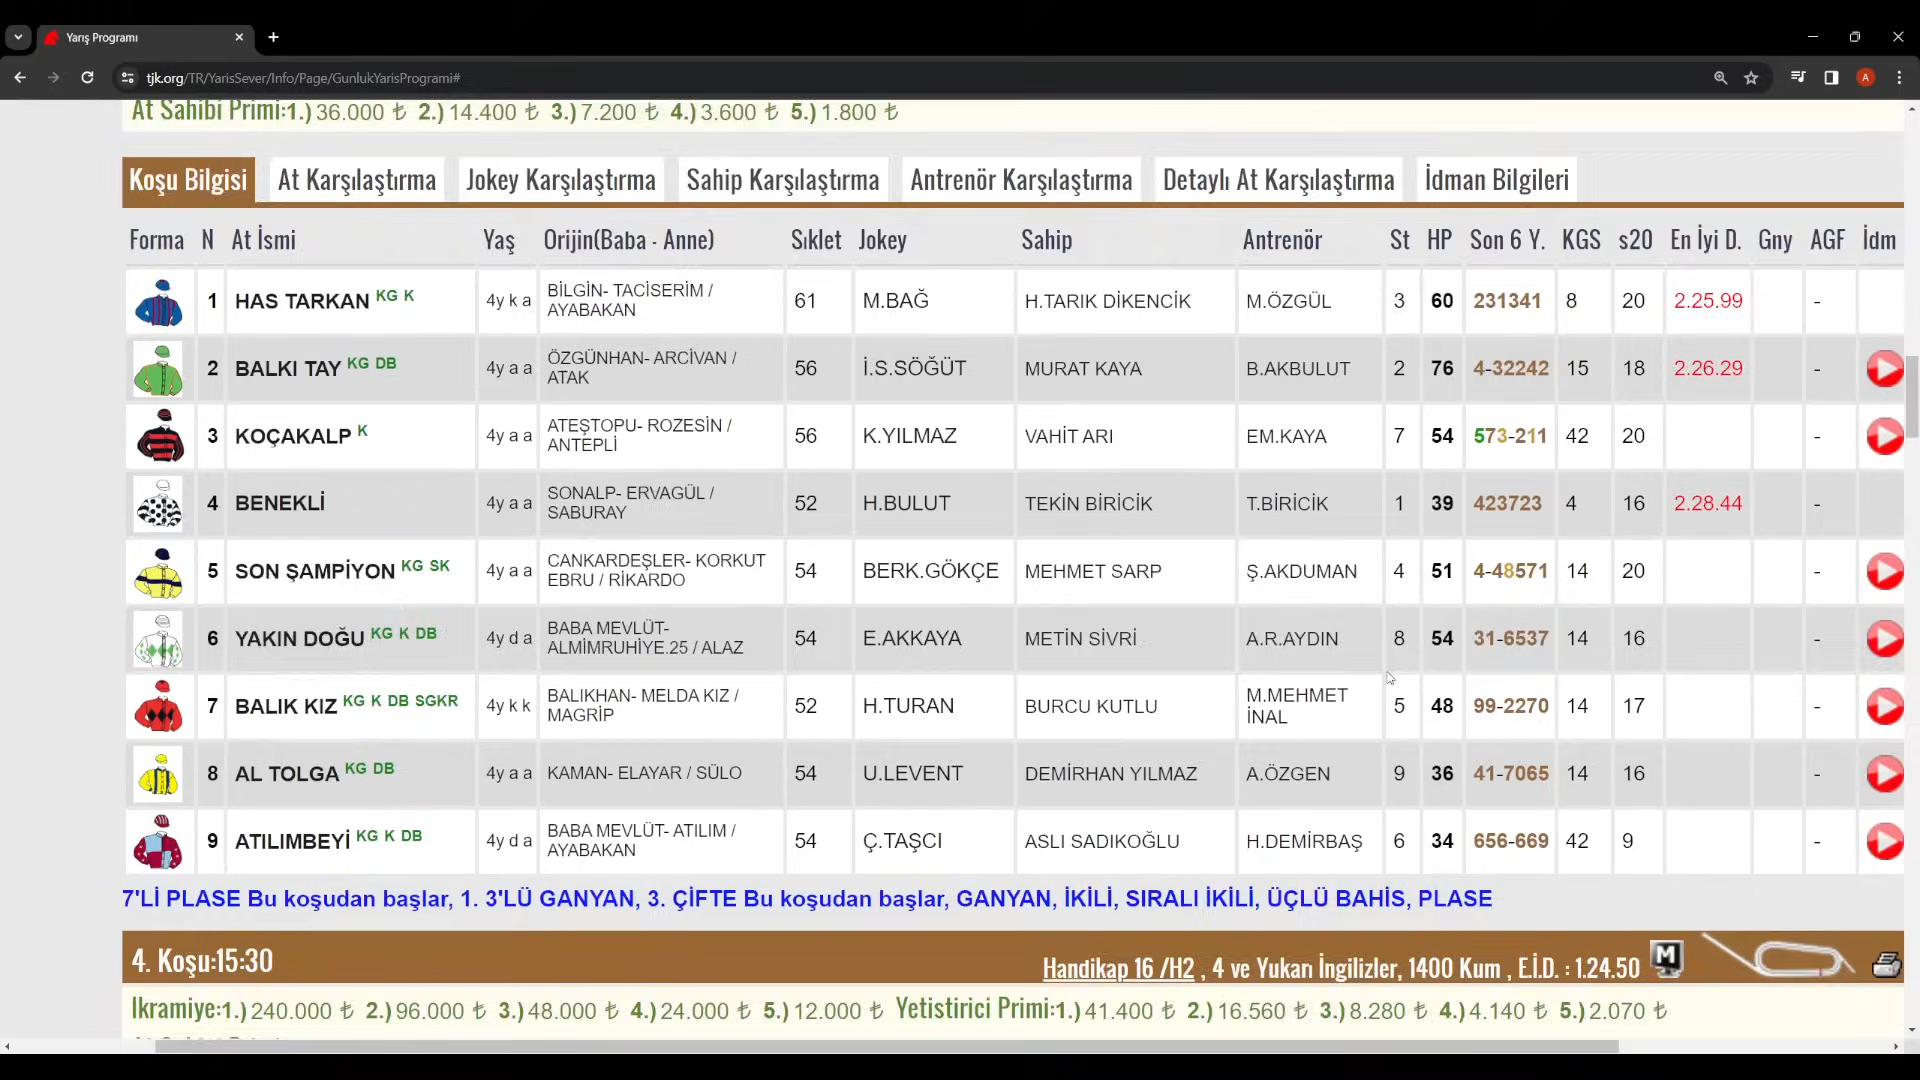 Yarış Programı
tjk.org/TR/YarisSever/Info/Page/GunlukYarisProgrami#
A
At Sahibi Primi:1.) 36.000 ₺ 2.) 14.400 ₺ 3.) 7.200 ₺ 4.) 3.600 ₺ 5.) 1.800 ₺
Koşu Bilgisi At Karşılaştırma Jokey Karşılaştırma Sahip Karşılaştırma Antrenör Karşılaştırma Detaylı At Karşılaştırma İdman Bilgileri
Forma N At İsmi Yaş Orijin(Baba - Anne) Sıklet Jokey Sahip Antrenör St HP Son 6 Y. KGS s20 En İyi D. Gny AGF İdm
1 HAS TARKAN KG K 4y k a BİLGİN- TACİSERİM / AYABAKAN 61 M.BAĞ H.TARIK DİKENCİK M.ÖZGÜL 3 60 231341 8 20 2.25.99 -
2 BALKI TAY KG DB 4y a a ÖZGÜNHAN- ARCİVAN / ATAK 56 İ.S.SÖĞÜT MURAT KAYA B.AKBULUT 2 76 4-32242 15 18 2.26.29 -
3 KOÇAKALP K 4y a a ATEŞTOPU- ROZESİN / ANTEPLİ 56 K.YILMAZ VAHİT ARI EM.KAYA 7 54 573-211 42 20 -
4 BENEKLİ 4y a a SONALP- ERVAGÜL / SABURAY 52 H.BULUT TEKİN BİRİCİK T.BİRİCİK 1 39 423723 4 16 2.28.44 -
5 SON ŞAMPİYON KG SK 4y a a CANKARDEŞLER- KORKUT EBRU / RİKARDO 54 BERK.GÖKÇE MEHMET SARP Ş.AKDUMAN 4 51 4-48571 14 20 -
6 YAKIN DOĞU KG K DB 4y d a BABA MEVLÜT- ALMİMRUHİYE.25 / ALAZ 54 E.AKKAYA METİN SİVRİ A.R.AYDIN 8 54 31-6537 14 16 -
7 BALIK KIZ KG K DB SGKR 4y k k BALIKHAN- MELDA KIZ / MAGRİP 52 H.TURAN BURCU KUTLU M.MEHMET İNAL 5 48 99-2270 14 17 -
8 AL TOLGA KG DB 4y a a KAMAN- ELAYAR / SÜLO 54 U.LEVENT DEMİRHAN YILMAZ A.ÖZGEN 9 36 41-7065 14 16 -
9 ATILIMBEYİ KG K DB 4y d a BABA MEVLÜT- ATILIM / AYABAKAN 54 Ç.TAŞCI ASLI SADIKOĞLU H.DEMİRBAŞ 6 34 656-669 42 9 -
7'Lİ PLASE Bu koşudan başlar, 1. 3'LÜ GANYAN, 3. ÇİFTE Bu koşudan başlar, GANYAN, İKİLİ, SIRALI İKİLİ, ÜÇLÜ BAHİS, PLASE
4. Koşu:15:30 Handikap 16 /H2 , 4 ve Yukarı İngilizler, 1400 Kum , E.İ.D. : 1.24.50 M
Ikramiye:1.) 240.000 ₺ 2.) 96.000 ₺ 3.) 48.000 ₺ 4.) 24.000 ₺ 5.) 12.000 ₺ Yetistirici Primi:1.) 41.400 ₺ 2.) 16.560 ₺ 3.) 8.280 ₺ 4.) 4.140 ₺ 5.) 2.070 ₺